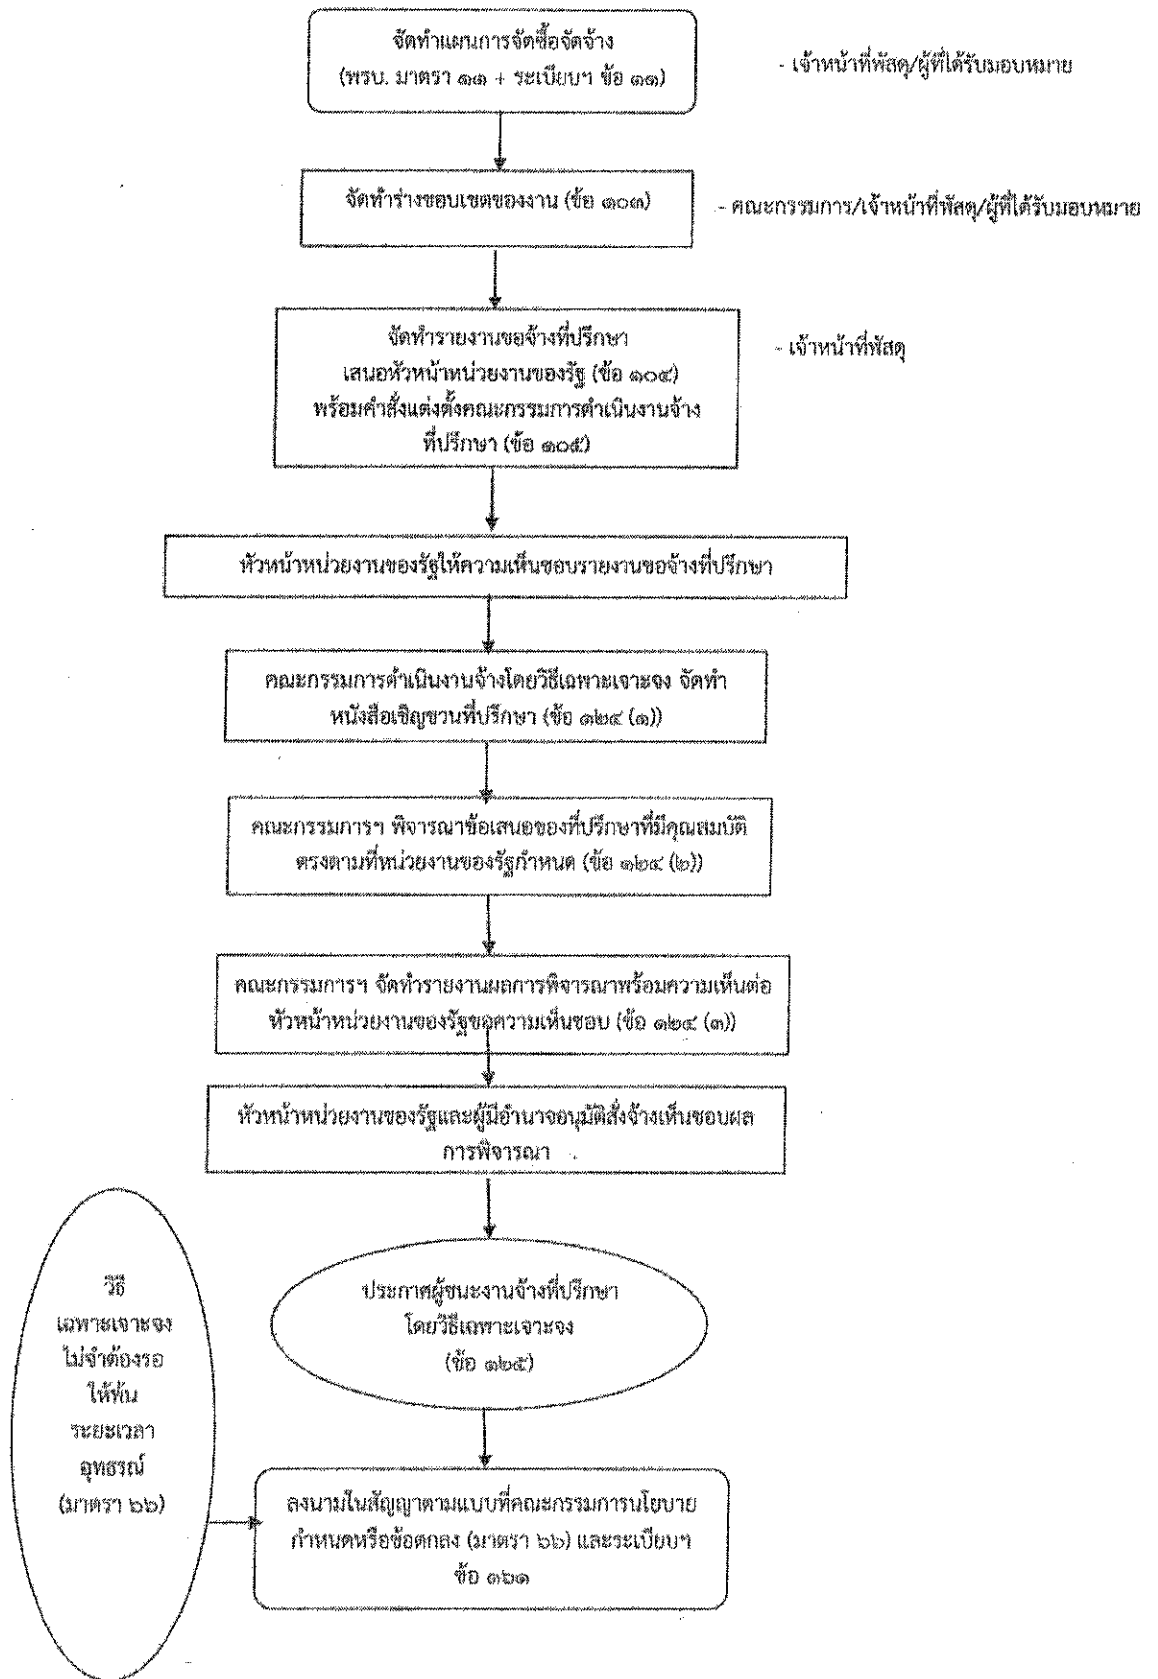 จัดทำแผนการจัดซื้อจัดจ้าง
(พรบ. มาตรา ๑๑ + ระเบียบฯ ข้อ ๑๑)
- เจ้าหน้าที่พัสดุ/ผู้ที่ได้รับมอบหมาย
จัดทำร่างขอบเขตของงาน (ข้อ ๑๐๓)
- คณะกรรมการ/เจ้าหน้าที่พัสดุ/ผู้ที่ได้รับมอบหมาย
จัดทำรายงานขอจ้างที่ปรึกษา
เสนอหัวหน้าหน่วยงานของรัฐ (ข้อ ๑๐๔)
พร้อมคำสั่งแต่งตั้งคณะกรรมการดำเนินงานจ้าง
ที่ปรึกษา (ข้อ ๑๐๕)
- เจ้าหน้าที่พัสดุ
หัวหน้าหน่วยงานของรัฐให้ความเห็นชอบรายงานขอจ้างที่ปรึกษา
คณะกรรมการดำเนินงานจ้างโดยวิธีเฉพาะเจาะจง จัดทำ
หนังสือเชิญชวนที่ปรึกษา (ข้อ ๑๒๔ (๑))
คณะกรรมการฯ พิจารณาข้อเสนอของที่ปรึกษาที่มีคุณสมบัติ
ตรงตามที่หน่วยงานของรัฐกำหนด (ข้อ ๑๒๔ (๒))
คณะกรรมการฯ จัดทำรายงานผลการพิจารณาพร้อมความเห็นต่อ
หัวหน้าหน่วยงานของรัฐขอความเห็นชอบ (ข้อ ๑๒๔ (๓))
หัวหน้าหน่วยงานของรัฐและผู้มีอำนาจอนุมัติสั่งจ้างเห็นชอบผล
การพิจารณา
ประกาศผู้ชนะงานจ้างที่ปรึกษา
โดยวิธีเฉพาะเจาะจง
(ข้อ ๑๒๕)
วิธี
เฉพาะเจาะจง
ไม่จำต้องรอ
ให้พ้น
ระยะเวลา
อุทธรณ์
(มาตรา ๖๖)
ลงนามในสัญญาตามแบบที่คณะกรรมการนโยบาย
กำหนดหรือข้อตกลง (มาตรา ๖๖) และระเบียบฯ
ข้อ ๑๖๑